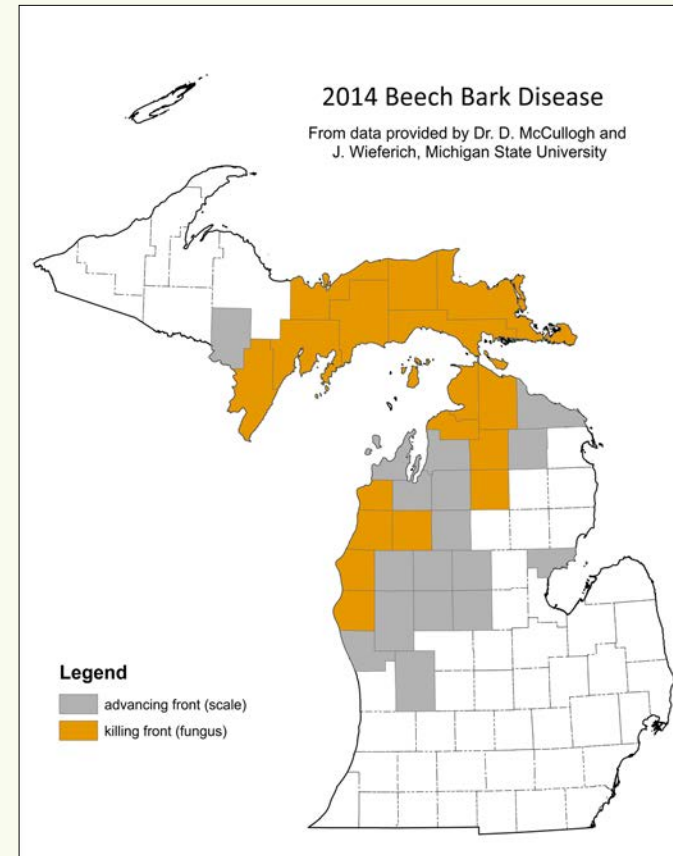 2014 Beech Bark Disease
From data provided by Dr. D. McCullogh and
J. Wieferich, Michigan State University
Legend
advancing front (scale)
killing front (fungus)